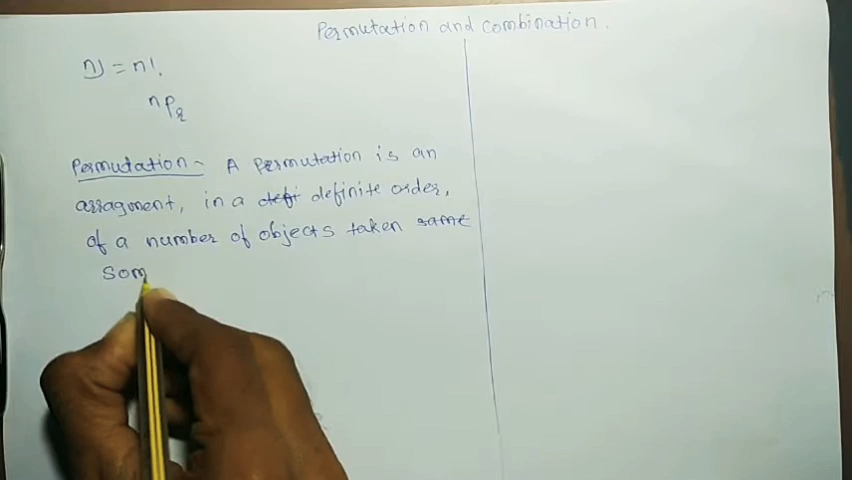 Permutation and combination.
n) = n!.
nPr
Permutation - A Permutation is an
arragment, in a defi definite order,
of a number of objects taken same
som